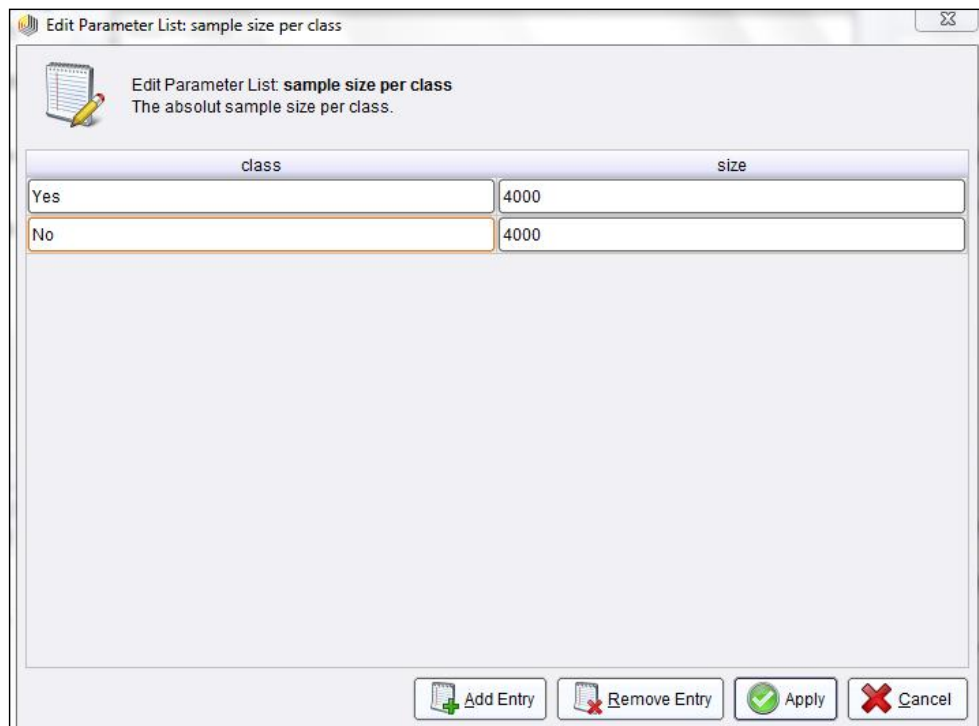 Edit Parameter List: sample size per class
Edit Parameter List: sample size per class
The absolut sample size per class.
class size
Yes 4000
No 4000
Add Entry Remove Entry Apply Cancel